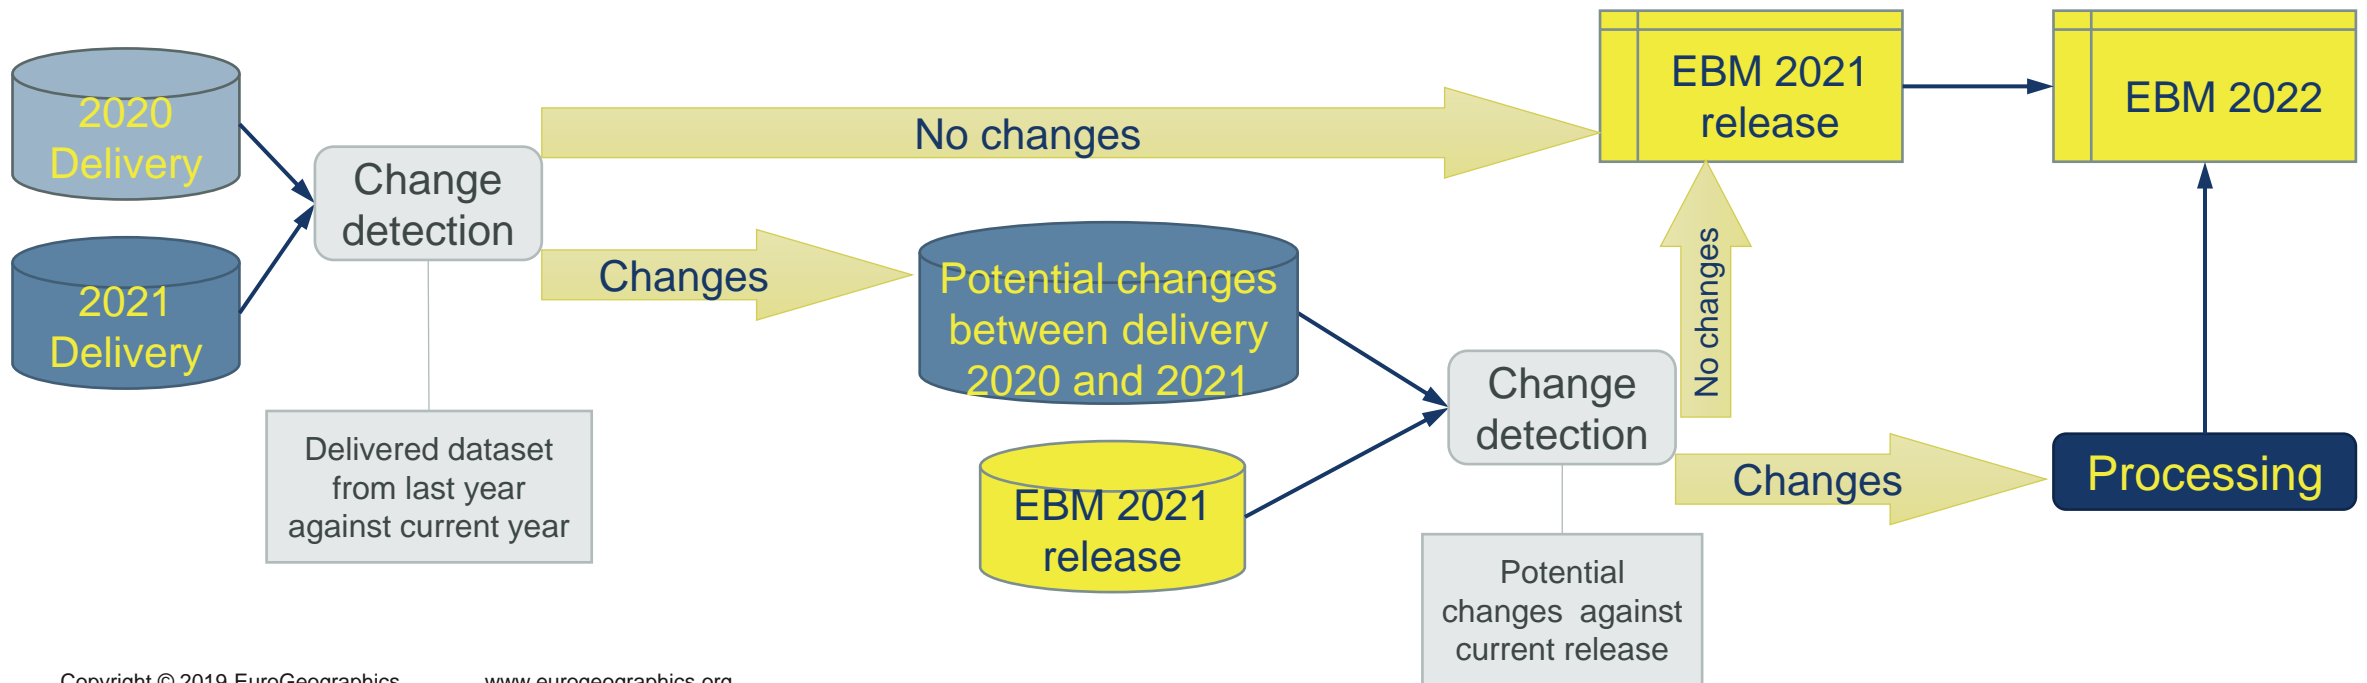 2020
Delivery
2021
Delivery
Change
detection
Delivered dataset
from last year
against current year
No changes
Changes
Potential changes
between delivery
2020 and 2021
EBM 2021
release
Change
detection
Potential
changes against
current release
No changes
Changes
EBM 2021
release
EBM 2022
Processing
Copyright © 2019 EuroGeographics
www.eurogeographics.org